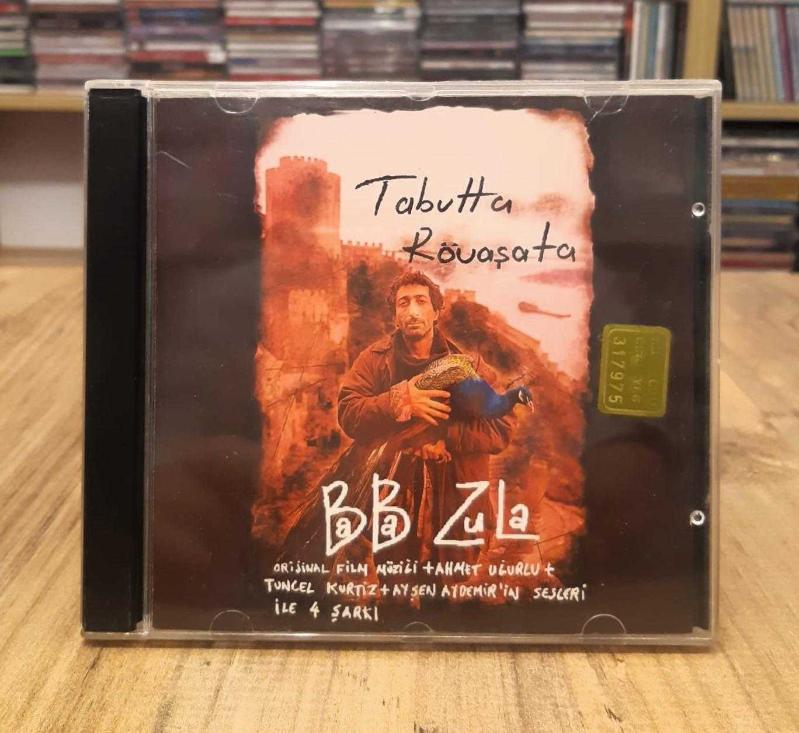 Tabutta
Rövaşata
BaBa ZuLa
ORİJİNAL FİLM MÜZİĞİ + AHMET UĞURLU +
TUNCEL KURTİZ + AYŞEN AYDEMİR'İN SESLERİ
İLE 4 ŞARKI
317975